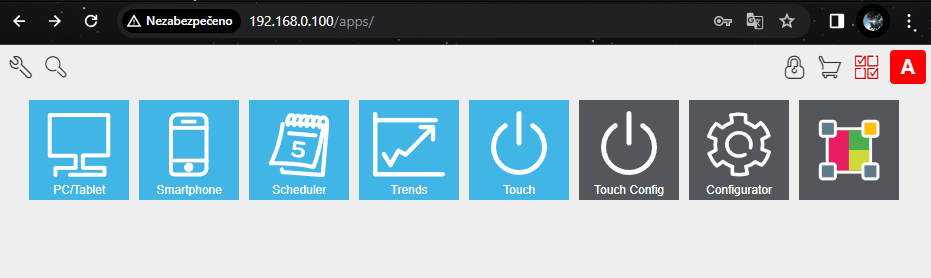 Nezabezpečeno 192.168.0.100/apps/
A
5
PC/Tablet Smartphone Scheduler Trends Touch Touch Config Configurator